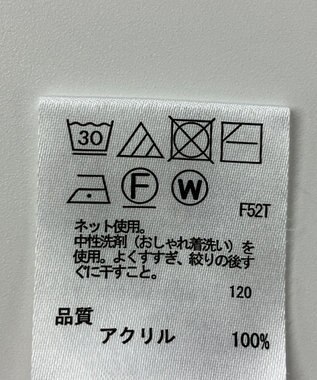 30
F W
F52T
ネット使用。
中性洗剤（おしゃれ着洗い）を
使用。よくすすぎ、絞りの後す
ぐに干すこと。
120
品質
アクリル 100%